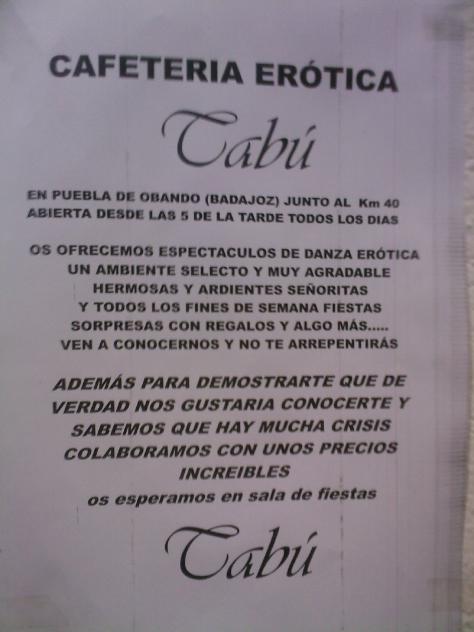 CAFETERIA ERÓTICA
Tabú
EN PUEBLA DE OBANDO (BADAJOZ) JUNTO AL Km 40
ABIERTA DESDE LAS 5 DE LA TARDE TODOS LOS DIAS
OS OFRECEMOS ESPECTACULOS DE DANZA ERÓTICA
UN AMBIENTE SELECTO Y MUY AGRADABLE
HERMOSAS Y ARDIENTES SEÑORITAS
Y TODOS LOS FINES DE SEMANA FIESTAS
SORPRESAS CON REGALOS Y ALGO MÁS.....
VEN A CONOCERNOS Y NO TE ARREPENTIRÁS
ADEMÁS PARA DEMOSTRARTE QUE DE
VERDAD NOS GUSTARIA CONOCERTE Y
SABEMOS QUE HAY MUCHA CRISIS
COLABORAMOS CON UNOS PRECIOS
INCREIBLES
os esperamos en sala de fiestas
Tabú